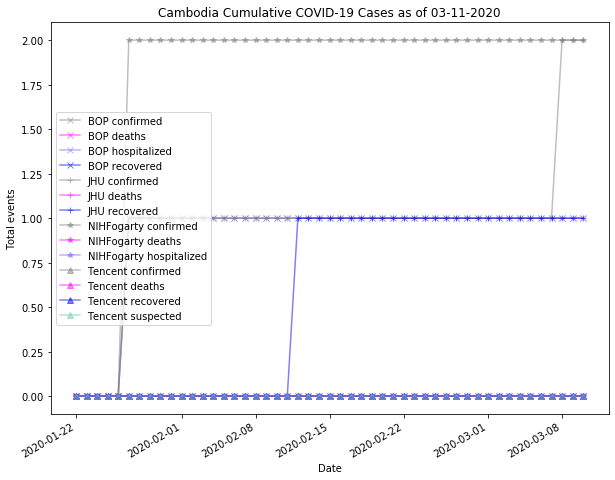 Cambodia Cumulative COVID-19 Cases as of 03-11-2020
2.00
1.75
1.50
1.25
1.00
0.75
0.50
0.25
0.00
Total events
BOP confirmed
BOP deaths
BOP hospitalized
BOP recovered
JHU confirmed
JHU deaths
JHU recovered
NIHFogarty confirmed
NIHFogarty deaths
NIHFogarty hospitalized
Tencent confirmed
Tencent deaths
Tencent recovered
Tencent suspected
2020-01-22
2020-02-01
2020-02-08
2020-02-15
2020-02-22
2020-03-01
2020-03-08
Date